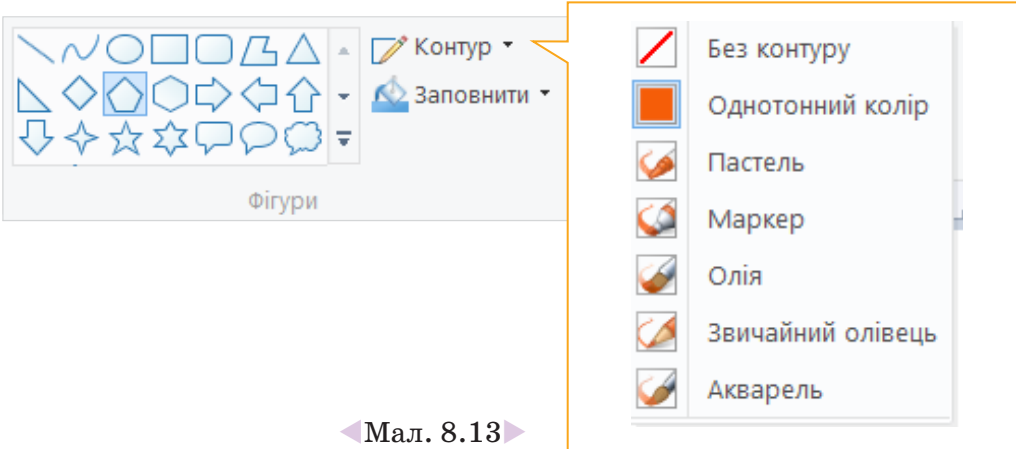 Контур
Заповнити
Фігури
Без контуру
Однотонний колір
Пастель
Маркер
Олія
Звичайний олівець
Акварель
Мал. 8.13